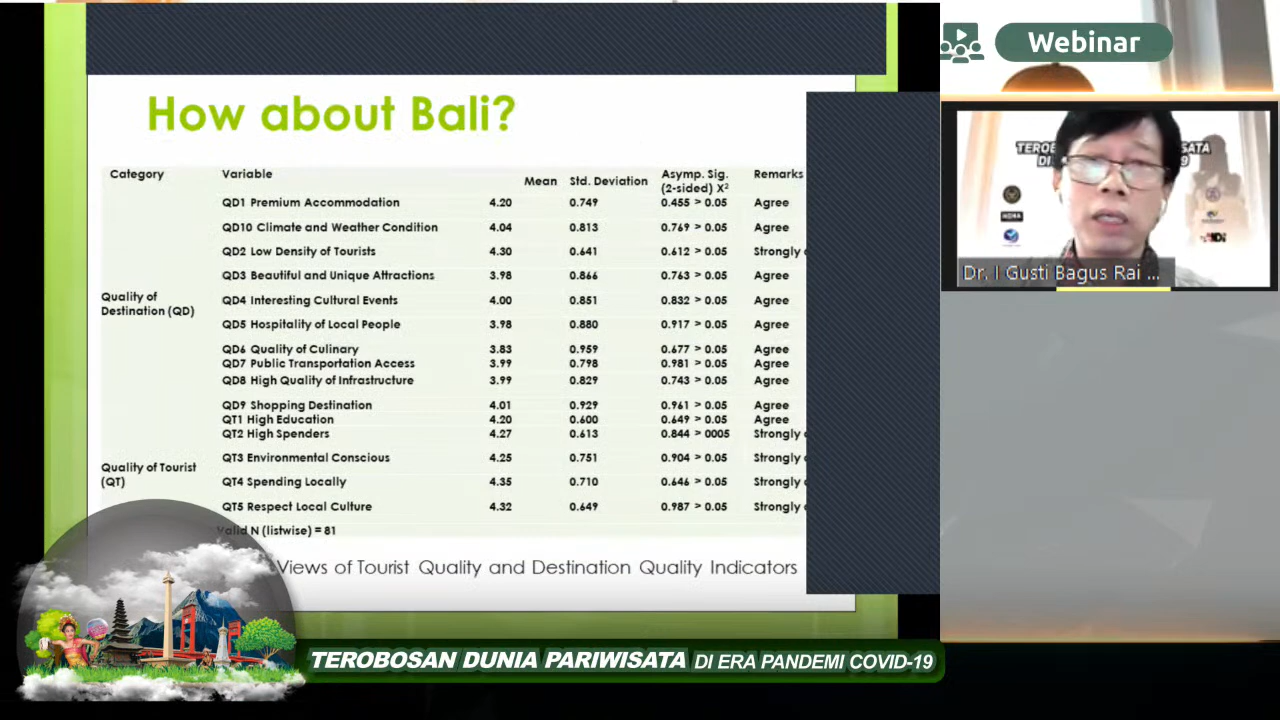 Webinar
How about Bali?
Category Variable Mean Std. Deviation Asymp. Sig. (2-sided) X² Remarks
QD1 Premium Accommodation 4.20 0.749 0.455 > 0.05 Agree
QD10 Climate and Weather Condition 4.04 0.813 0.769 > 0.05 Agree
QD2 Low Density of Tourists 4.30 0.641 0.612 > 0.05 Strongly
QD3 Beautiful and Unique Attractions 3.98 0.866 0.763 > 0.05 Agree
Quality of
Destination (QD)
QD4 Interesting Cultural Events 4.00 0.851 0.832 > 0.05 Agree
QD5 Hospitality of Local People 3.98 0.880 0.917 > 0.05 Agree
QD6 Quality of Culinary 3.83 0.959 0.677 > 0.05 Agree
QD7 Public Transportation Access 3.99 0.798 0.981 > 0.05 Agree
QD8 High Quality of Infrastructure 3.99 0.829 0.743 > 0.05 Agree
QD9 Shopping Destination 4.01 0.929 0.961 > 0.05 Agree
QT1 High Education 4.20 0.600 0.649 > 0.05 Agree
QT2 High Spenders 4.27 0.613 0.844 > 0005 Strongly
QT3 Environmental Conscious 4.25 0.751 0.904 > 0.05 Strongly
Quality of Tourist
(QT)
QT4 Spending Locally 4.35 0.710 0.646 > 0.05 Strongly
QT5 Respect Local Culture 4.32 0.649 0.987 > 0.05 Strongly
Valid N (listwise) = 81
Views of Tourist Quality and Destination Quality Indicators
Dr. I Gusti Bagus Rai ...
TEROBOSAN DUNIA PARIWISATA DI ERA PANDEMI COVID-19